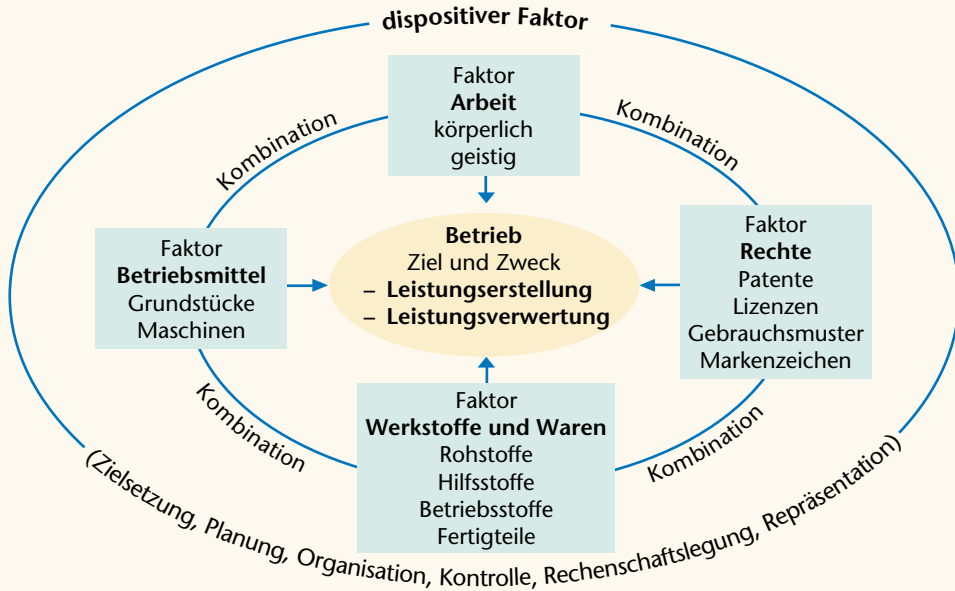 dispositiver Faktor
Faktor
Arbeit
körperlich
geistig
Kombination
Kombination
Faktor
Betriebsmittel
Grundstücke
Maschinen
Betrieb
Ziel und Zweck
– Leistungserstellung
– Leistungsverwertung
Faktor
Rechte
Patente
Lizenzen
Gebrauchsmuster
Markenzeichen
Kombination
Kombination
Faktor
Werkstoffe und Waren
Rohstoffe
Hilfsstoffe
Betriebsstoffe
Fertigteile
(Zielsetzung, Planung, Organisation, Kontrolle, Rechenschaftslegung, Repräsentation)